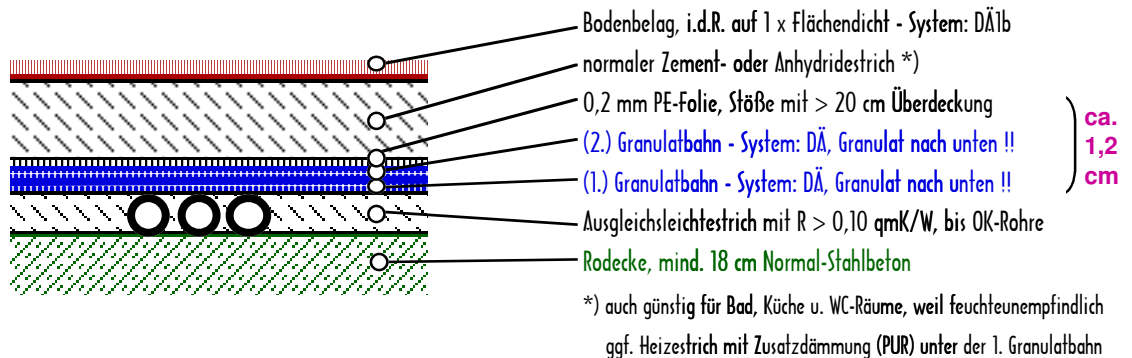 Bodenbelag, i.d.R. auf 1 x Flächendicht - System: DÄ1b
normaler Zement- oder Anhydridestrich *)
0,2 mm PE-Folie, Stöße mit > 20 cm Überdeckung
(2.) Granulatbahn - System: DÄ, Granulat nach unten !!
(1.) Granulatbahn - System: DÄ, Granulat nach unten !!
ca.
1,2
cm
Ausgleichsleichtestrich mit R > 0,10 qmK/W, bis OK-Rohre
Rodecke, mind. 18 cm Normal-Stahlbeton
*) auch günstig für Bad, Küche u. WC-Räume, weil feuchteunempfindlich
ggf. Heizestrich mit Zusatzdämmung (PUR) unter der 1. Granulatbahn